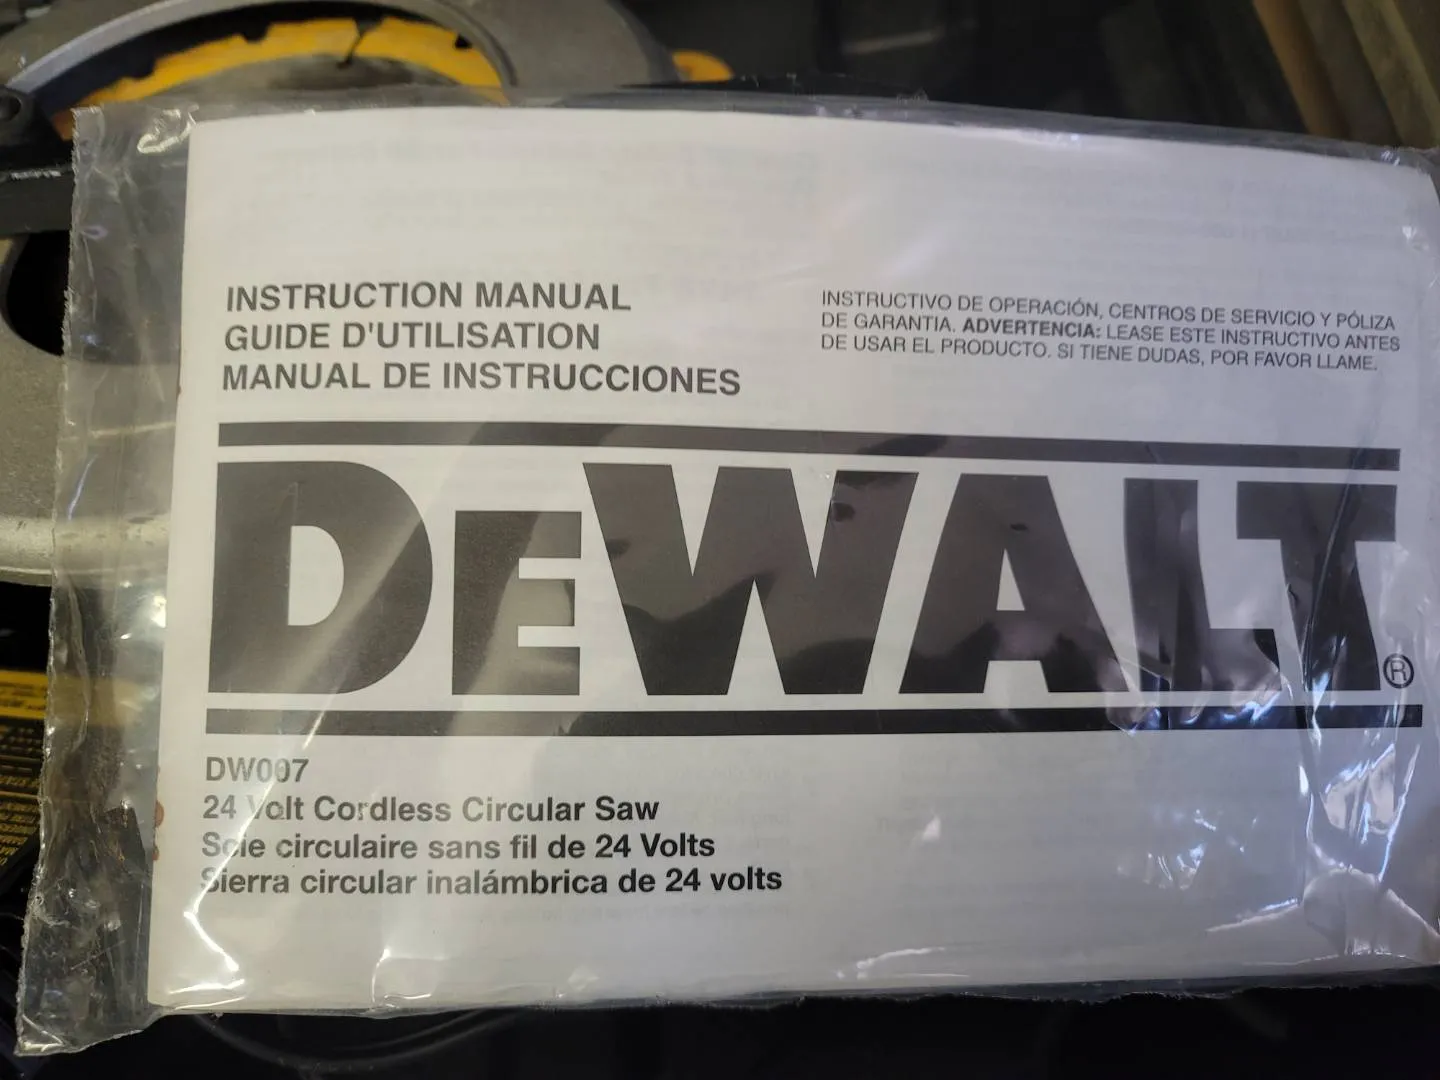 INSTRUCTION MANUAL
GUIDE D'UTILISATION
MANUAL DE INSTRUCCIONES
INSTRUCTIVO DE OPERACIÓN, CENTROS DE SERVICIO Y PÓLIZA
DE GARANTIA. ADVERTENCIA: LEASE ESTE INSTRUCTIVO ANTES
DE USAR EL PRODUCTO. SI TIENE DUDAS, POR FAVOR LLAME.
DEWALT®
DW007
24 Volt Cordless Circular Saw
Scie circulaire sans fil de 24 Volts
Sierra circular inalámbrica de 24 volts